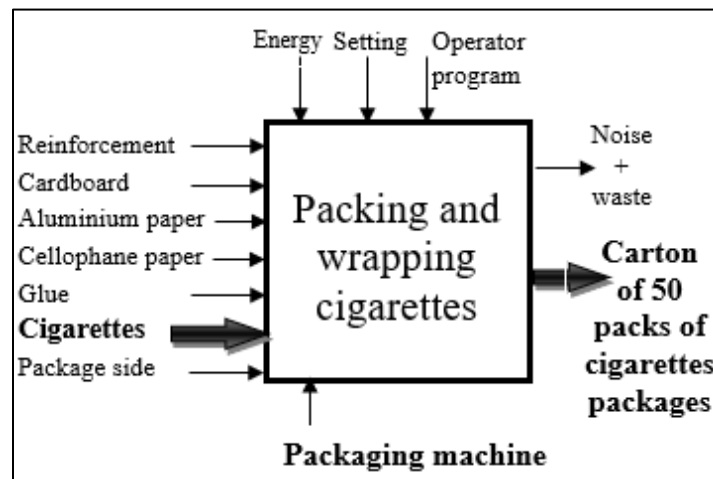 Energy
Setting
Operator
program
Reinforcement
Cardboard
Aluminium paper
Cellophane paper
Glue
Cigarettes
Package side
Packing and
wrapping
cigarettes
Noise
+
waste
Carton
of 50
packs of
cigarettes
packages
Packaging machine